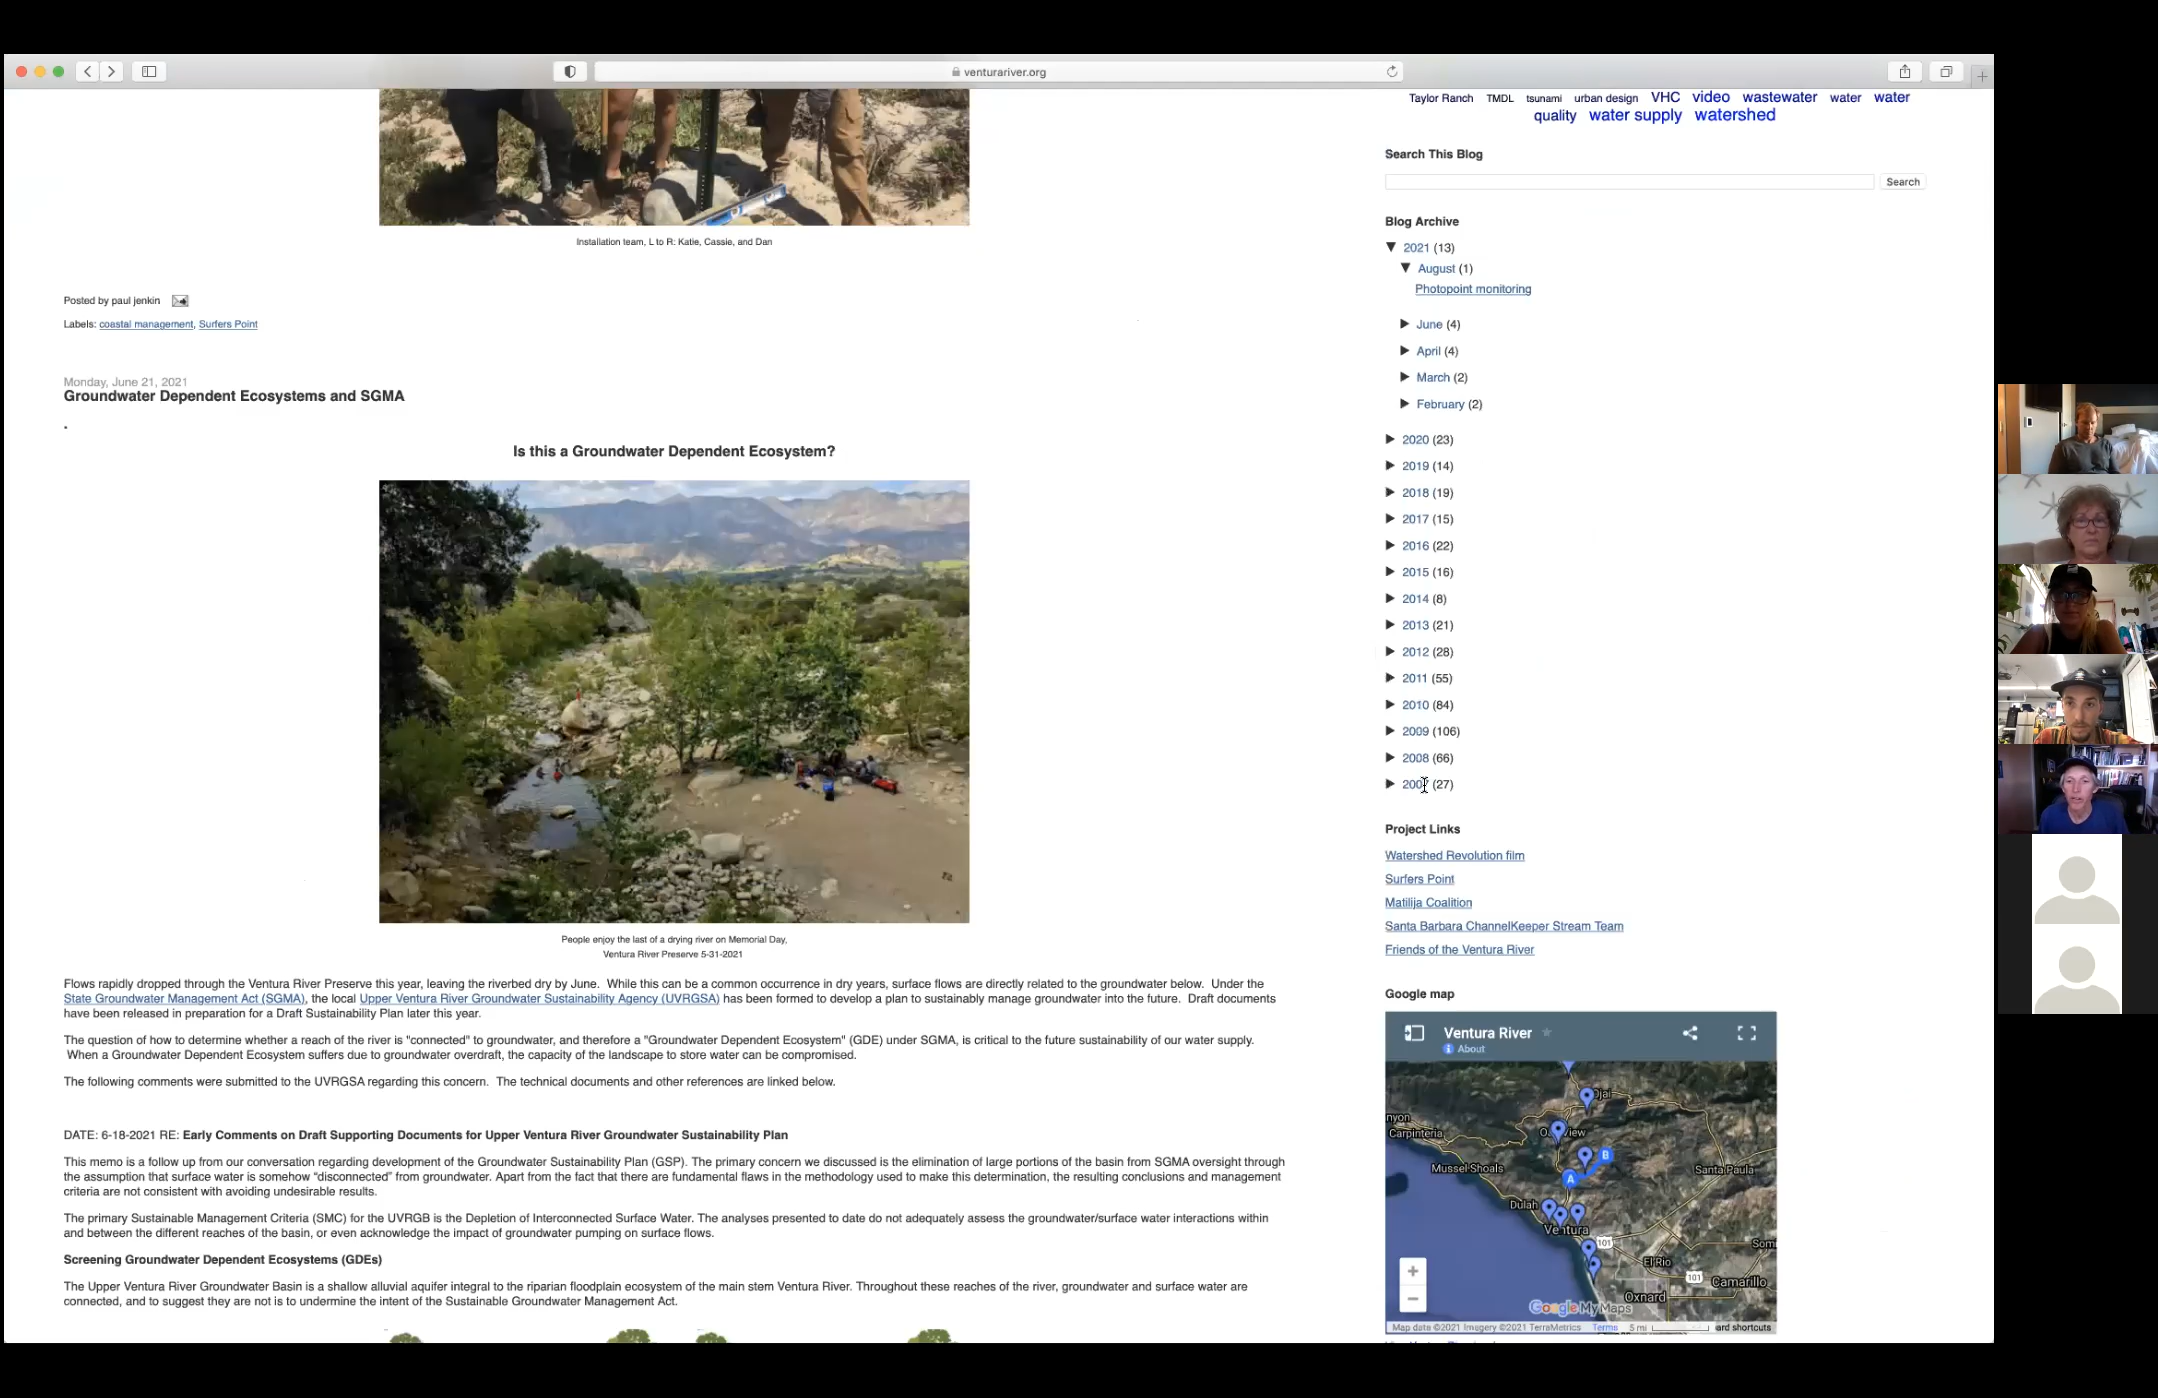 venturariver.org
Installation team, L to R: Katie, Cassie, and Dan
Posted by paul jenkin
Labels: coastal management, Surfers Point
Monday, June 21, 2021
Groundwater Dependent Ecosystems and SGMA
Is this a Groundwater Dependent Ecosystem?
People enjoy the last of a drying river on Memorial Day,
Ventura River Preserve 5-31-2021
Flows rapidly dropped through the Ventura River Preserve this year, leaving the riverbed dry by June. While this can be a common occurrence in dry years, surface flows are directly related to the groundwater below. Under the
State Groundwater Management Act (SGMA), the local Upper Ventura River Groundwater Sustainability Agency (UVRGSA) has been formed to develop a plan to sustainably manage groundwater into the future. Draft documents
have been released in preparation for a Draft Sustainability Plan later this year.
The question of how to determine whether a reach of the river is "connected" to groundwater, and therefore a "Groundwater Dependent Ecosystem" (GDE) under SGMA, is critical to the future sustainability of our water supply.
When a Groundwater Dependent Ecosystem suffers due to groundwater overdraft, the capacity of the landscape to store water can be compromised.
The following comments were submitted to the UVRGSA regarding this concern. The technical documents and other references are linked below.
DATE: 6-18-2021 RE: Early Comments on Draft Supporting Documents for Upper Ventura River Groundwater Sustainability Plan
This memo is a follow up from our conversation regarding development of the Groundwater Sustainability Plan (GSP). The primary concern we discussed is the elimination of large portions of the basin from SGMA oversight through
the assumption that surface water is somehow “disconnected” from groundwater. Apart from the fact that there are fundamental flaws in the methodology used to make this determination, the resulting conclusions and management
criteria are not consistent with avoiding undesirable results.
The primary Sustainable Management Criteria (SMC) for the UVRGB is the Depletion of Interconnected Surface Water. The analyses presented to date do not adequately assess the groundwater/surface water interactions within
and between the different reaches of the basin, or even acknowledge the impact of groundwater pumping on surface flows.
Screening Groundwater Dependent Ecosystems (GDEs)
The Upper Ventura River Groundwater Basin is a shallow alluvial aquifer integral to the riparian floodplain ecosystem of the main stem Ventura River. Throughout these reaches of the river, groundwater and surface water are
connected, and to suggest they are not is to undermine the intent of the Sustainable Groundwater Management Act.
Taylor Ranch TMDL tsunami urban design VHC video wastewater water water
quality water supply watershed
Search This Blog
Search
Blog Archive
▼ 2021 (13)
▼ August (1)
Photopoint monitoring
► June (4)
► April (4)
► March (2)
► February (2)
► 2020 (23)
► 2019 (14)
► 2018 (19)
► 2017 (15)
► 2016 (22)
► 2015 (16)
► 2014 (8)
► 2013 (21)
► 2012 (28)
► 2011 (55)
► 2010 (84)
► 2009 (106)
► 2008 (66)
► (27)
Project Links
Watershed Revolution film
Surfers Point
Matilija Coalition
Santa Barbara ChannelKeeper Stream Team
Friends of the Ventura River
Google map
Ventura River
About
Ojai
nyon
Carpinteria
View
B
Mussel Shoals
Santa Paula
A
Dulah
Ventura
101
Som
El Rio
101
Camarillo
Oxnard
Google My Maps
Map data ©2021 Imagery ©2021 TerraMetrics Terms 5 mi ard shortcuts